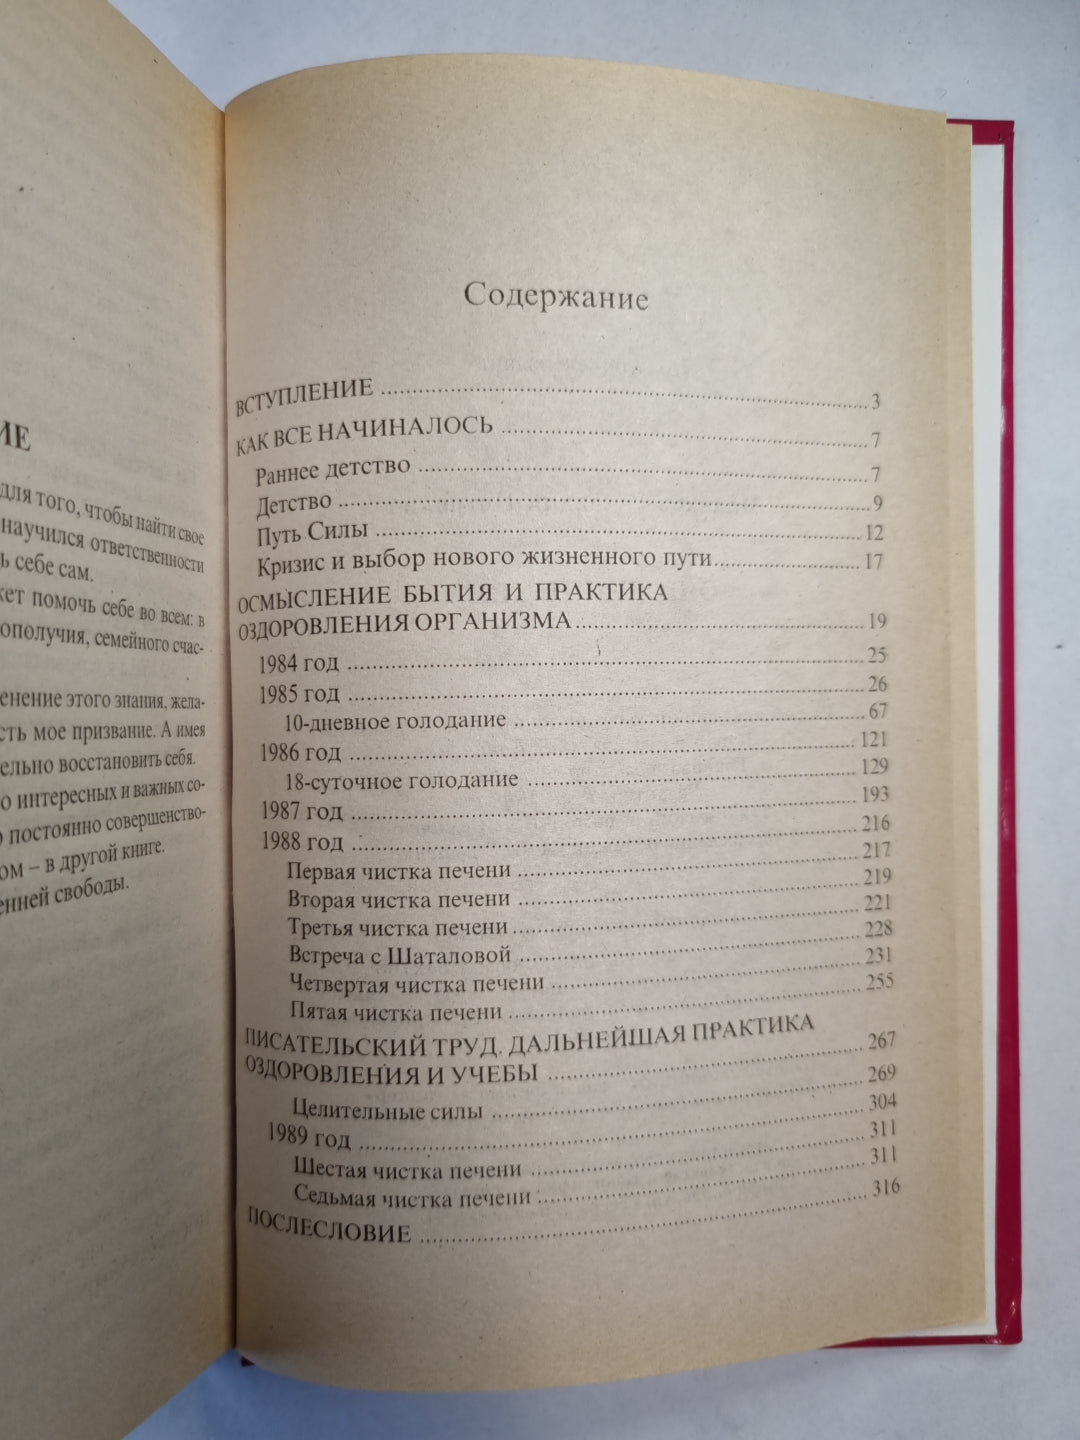 ИЕ
для того, чтобы найти свое
научился ответственности
ь себе сам.
жет помочь себе во всем: в
ополучия, семейного счас-
енение этого знания, жела-
сть мое призвание. А имея
ельно восстановить себя.
о интересных и важных со-
о постоянно совершенство-
ом – в другой книге.
енней свободы.
Содержание
ВСТУПЛЕНИЕ 3
КАК ВСЕ НАЧИНАЛОСЬ 7
Раннее детство 7
Детство 9
Путь Силы 12
Кризис и выбор нового жизненного пути 17
ОСМЫСЛЕНИЕ БЫТИЯ И ПРАКТИКА
ОЗДОРОВЛЕНИЯ ОРГАНИЗМА 19
1984 год 25
1985 год 26
10-дневное голодание 67
1986 год 121
18-суточное голодание 129
1987 год 193
1988 год 216
Первая чистка печени 217
Вторая чистка печени 219
Третья чистка печени 221
Встреча с Шаталовой 228
Четвертая чистка печени 231
Пятая чистка печени 255
ПИСАТЕЛЬСКИЙ ТРУД. ДАЛЬНЕЙШАЯ ПРАКТИКА
ОЗДОРОВЛЕНИЯ И УЧЕБЫ 267
Целительные силы 269
1989 год 304
Шестая чистка печени 311
Седьмая чистка печени 311
ПОСЛЕСЛОВИЕ 316